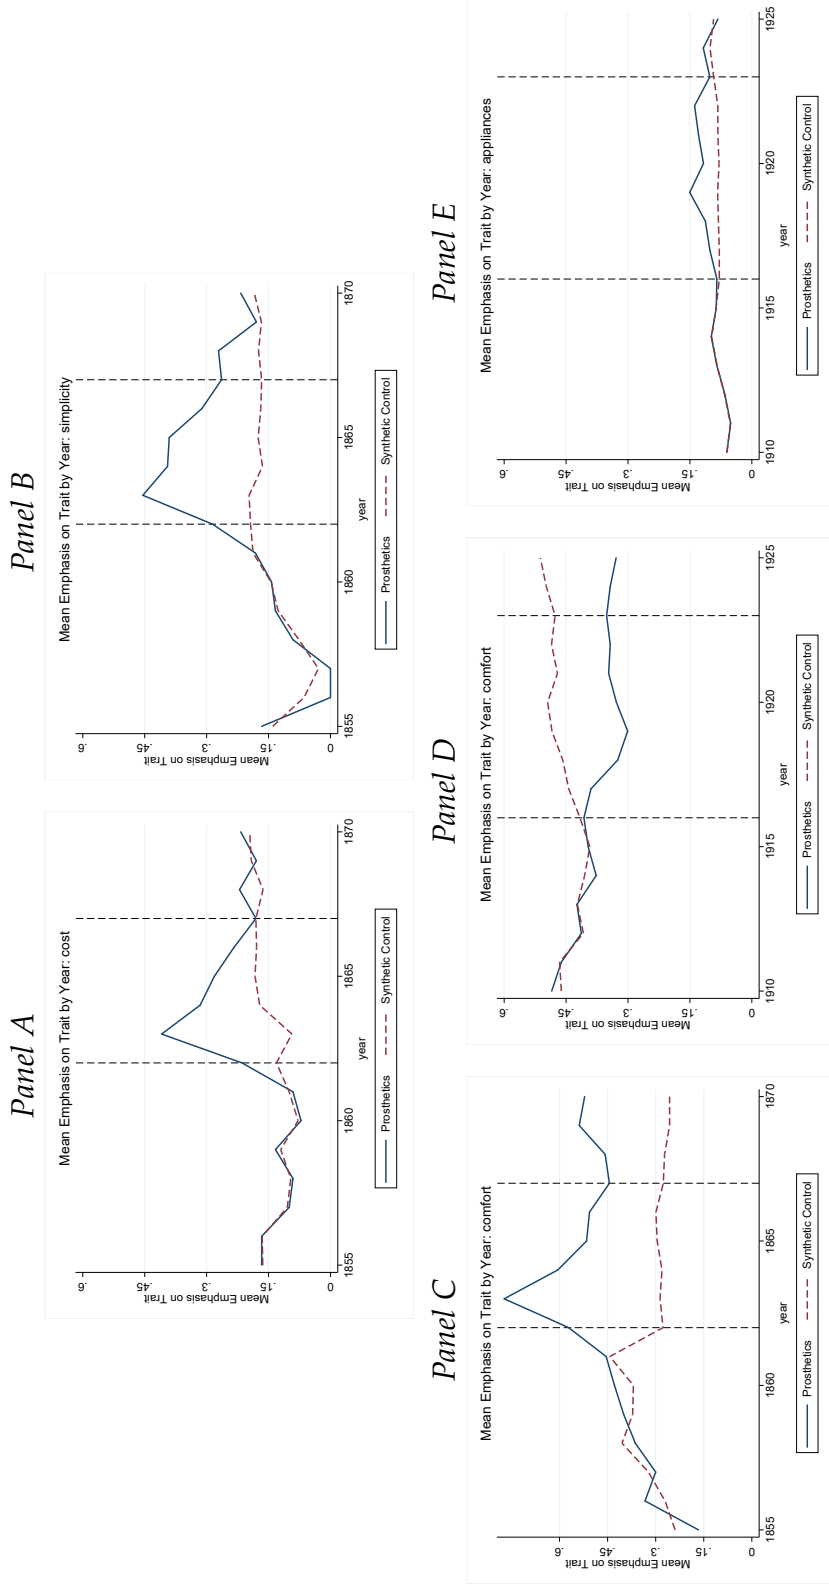 Panel A
Mean Emphasis on Trait by Year: cost
Mean Emphasis on Trait
.6
.45
.3
.15
0
1855 1860 1865 1870
year
Prosthetics Synthetic Control
Panel B
Mean Emphasis on Trait by Year: simplicity
Mean Emphasis on Trait
.6
.45
.3
.15
0
1855 1860 1865 1870
year
Prosthetics Synthetic Control
Panel C
Mean Emphasis on Trait by Year: comfort
Mean Emphasis on Trait
.6
.45
.3
.15
0
1855 1860 1865 1870
year
Prosthetics Synthetic Control
Panel D
Mean Emphasis on Trait by Year: comfort
Mean Emphasis on Trait
.6
.45
.3
.15
0
1910 1915 1920 1925
year
Prosthetics Synthetic Control
Panel E
Mean Emphasis on Trait by Year: appliances
Mean Emphasis on Trait
.6
.45
.3
.15
0
1910 1915 1920 1925
year
Prosthetics Synthetic Control